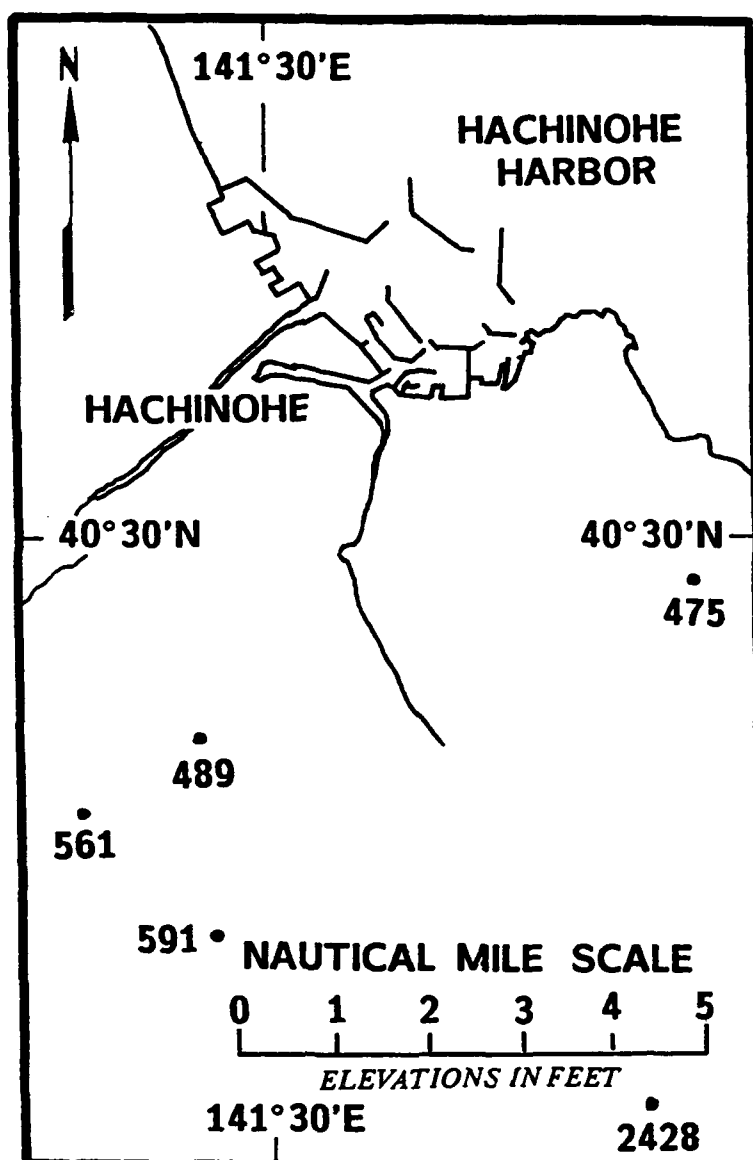 N
141°30'E
HACHINOHE
HARBOR
HACHINOHE
40°30'N
40°30'N
475
489
561
591
NAUTICAL MILE SCALE
0 1 2 3 4 5
ELEVATIONS IN FEET
141°30'E
2428